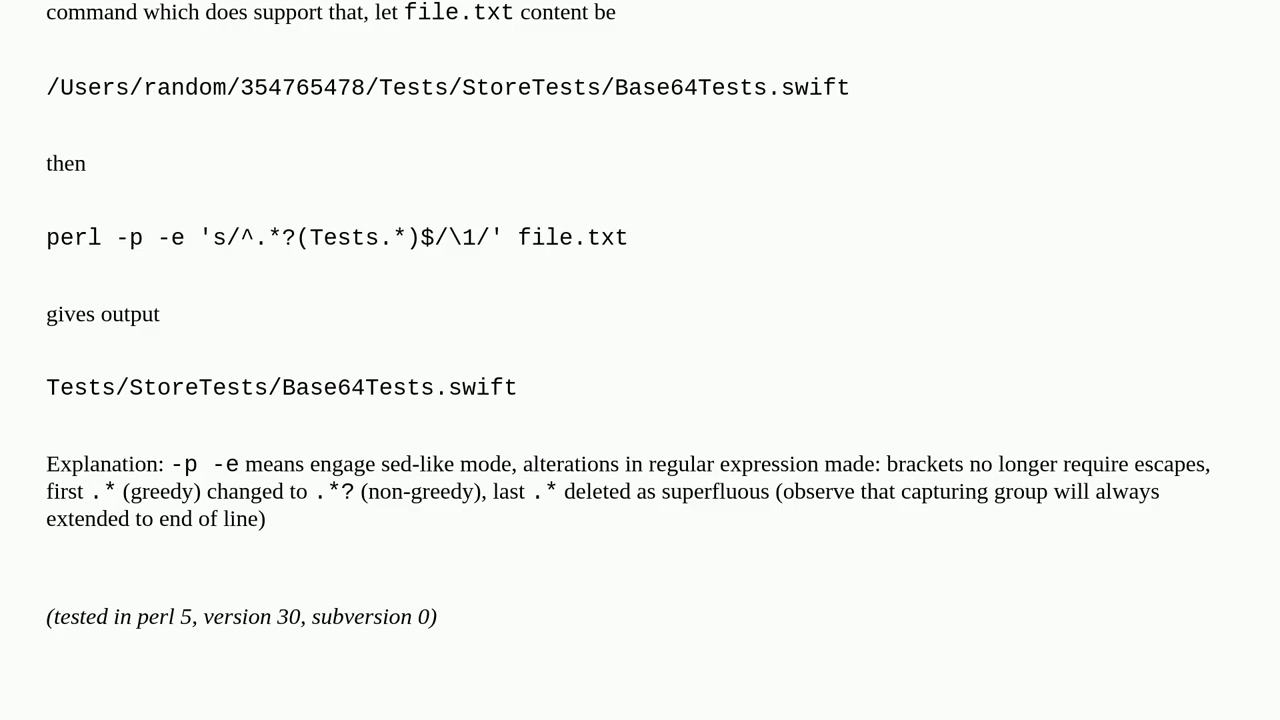 command which does support that, let file.txt content be
/Users/random/354765478/Tests/StoreTests/Base64Tests.swift
then
perl -p -e 's/^.*?(Tests.*)$/\1/' file.txt
gives output
Tests/StoreTests/Base64Tests.swift
Explanation: -p -e means engage sed-like mode, alterations in regular expression made: brackets no longer require escapes,
first .* (greedy) changed to .*? (non-greedy), last .* deleted as superfluous (observe that capturing group will always
extended to end of line)
(tested in perl 5, version 30, subversion 0)